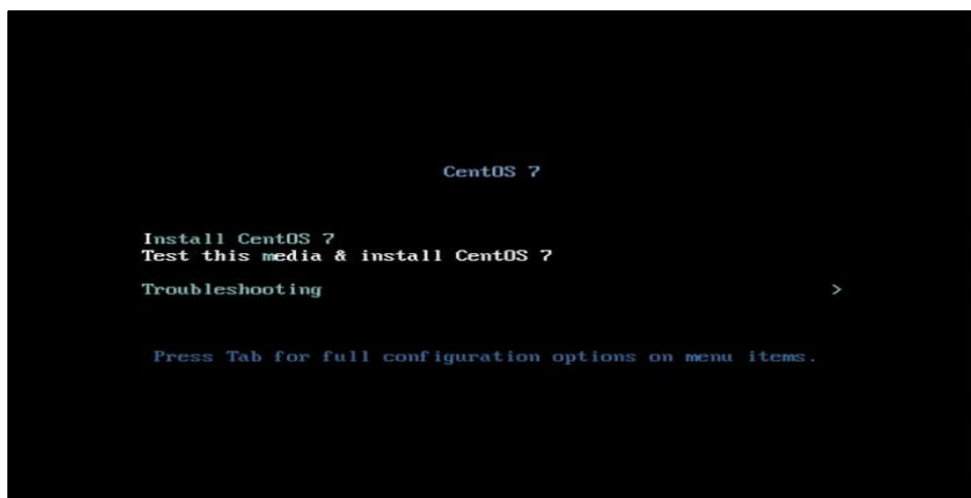 CentOS 7
Install CentOS 7
Test this media & install CentOS 7
Troubleshooting >
Press Tab for full configuration options on menu items.